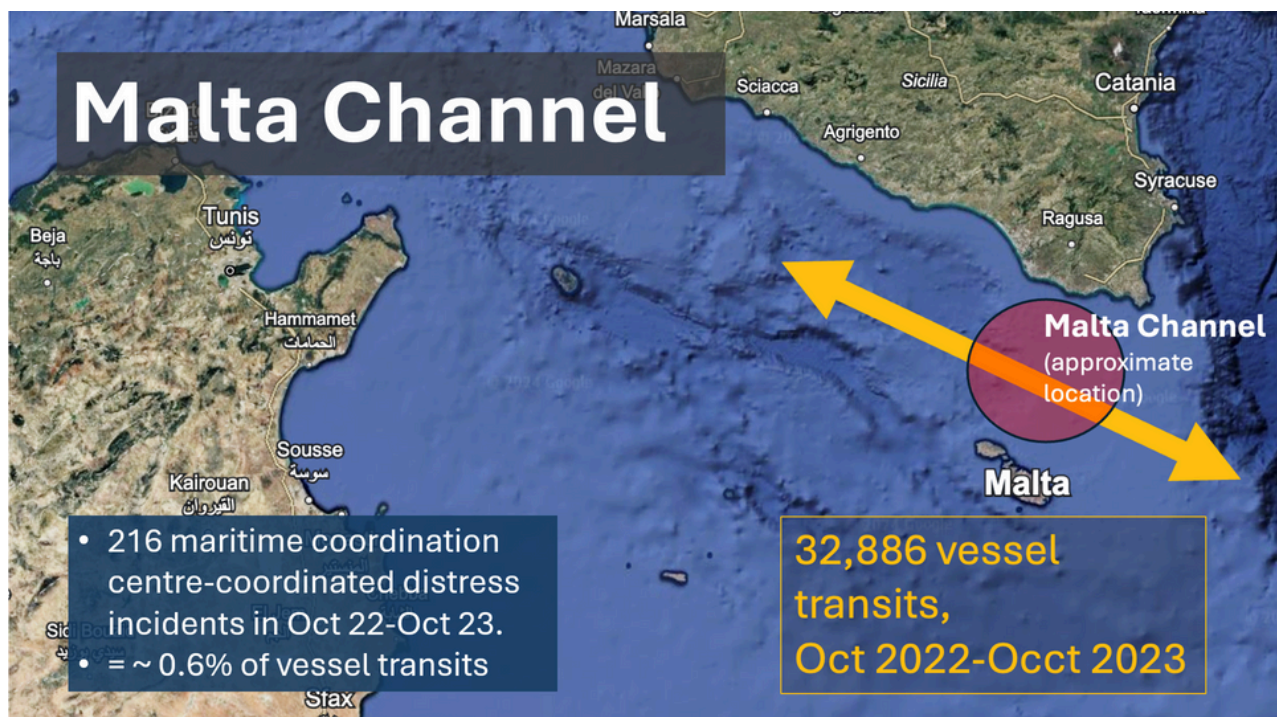 Malta Channel
Marsala
Mazara
del Vallo
Sciacca
Sicilia
Catania
Agrigento
Syracuse
Ragusa
Tunis
تونس
Beja
باجة
Hammamet
الحمامات
Malta Channel
(approximate
location)
Sousse
سوسة
Kairouan
القيروان
Malta
• 216 maritime coordination
centre-coordinated distress
incidents in Oct 22-Oct 23.
• = ~ 0.6% of vessel transits
32,886 vessel
transits,
Oct 2022-Occt 2023
Sfax